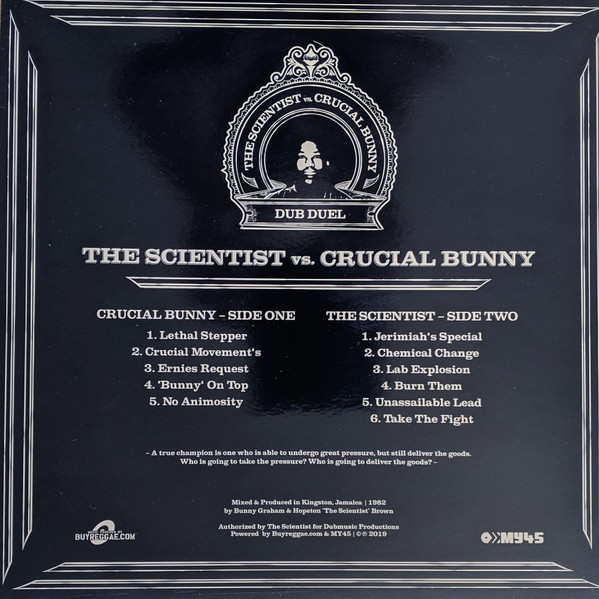 THE SCIENTIST vs. CRUCIAL BUNNY
DUB DUEL
THE SCIENTIST vs. CRUCIAL BUNNY
CRUCIAL BUNNY – SIDE ONE
1. Lethal Stepper
2. Crucial Movement's
3. Ernies Request
4. 'Bunny' On Top
5. No Animosity
THE SCIENTIST – SIDE TWO
1. Jerimiah's Special
2. Chemical Change
3. Lab Explosion
4. Burn Them
5. Unassailable Lead
6. Take The Fight
– A true champion is one who is able to undergo great pressure, but still deliver the goods.
Who is going to take the pressure? Who is going to deliver the goods? –
Mixed & Produced in Kingston, Jamaica | 1982
by Bunny Graham & Hopeton 'The Scientist' Brown
Authorized by The Scientist for Dubmusic Productions
Powered by Buyreggae.com & MY45 | © ℗ 2019
BUYREGGAE.COM
MY45